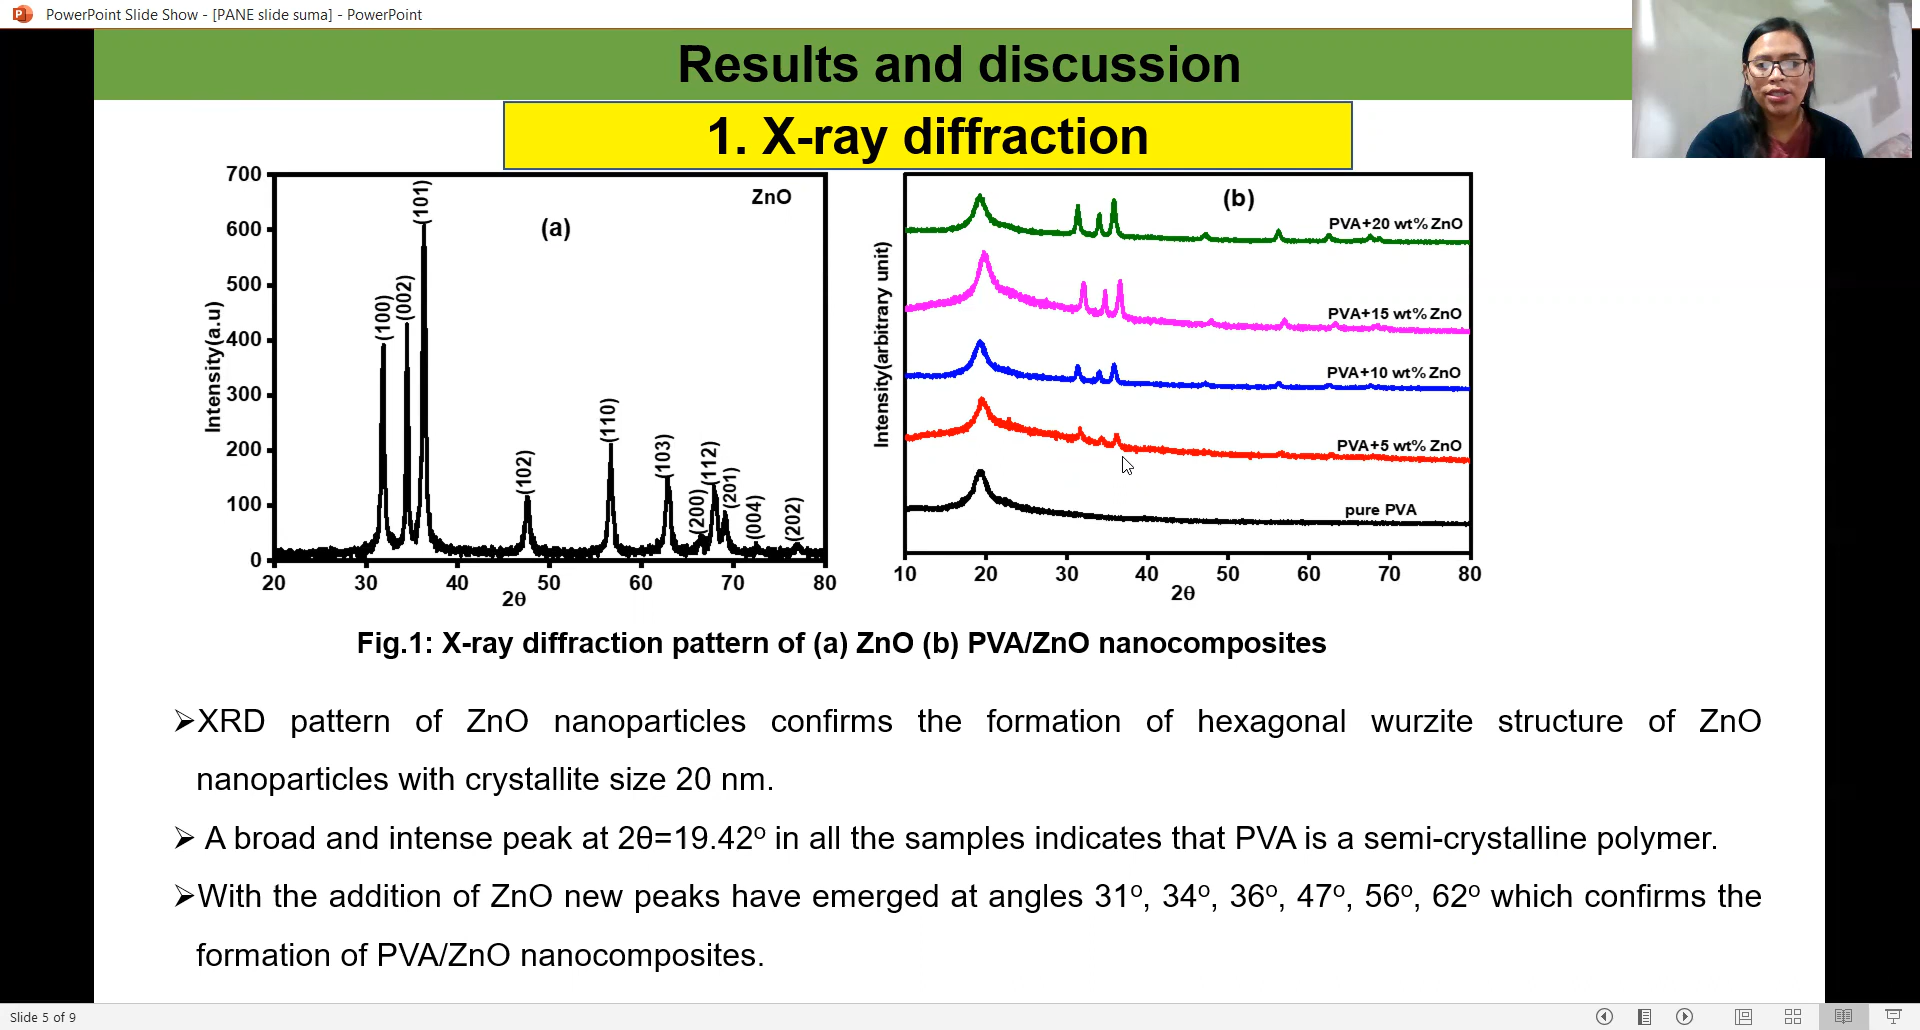 PowerPoint Slide Show - [PANE slide suma] - PowerPoint
Results and discussion
1. X-ray diffraction
700
600
500
400
300
200
100
0
Intensity(a.u)
(a)
ZnO
(100)
(002)
(101)
(102)
(110)
(103)
(200)
(112)
(201)
(004)
(202)
20 30 40 50 60 70 80
2θ
Intensity(arbitrary unit)
(b)
PVA+20 wt% ZnO
PVA+15 wt% ZnO
PVA+10 wt% ZnO
PVA+5 wt% ZnO
pure PVA
10 20 30 40 50 60 70 80
2θ
Fig.1: X-ray diffraction pattern of (a) ZnO (b) PVA/ZnO nanocomposites
➢XRD pattern of ZnO nanoparticles confirms the formation of hexagonal wurzite structure of ZnO
nanoparticles with crystallite size 20 nm.
➢ A broad and intense peak at 2θ=19.42º in all the samples indicates that PVA is a semi-crystalline polymer.
➢With the addition of ZnO new peaks have emerged at angles 31º, 34º, 36º, 47º, 56º, 62º which confirms the
formation of PVA/ZnO nanocomposites.
Slide 5 of 9